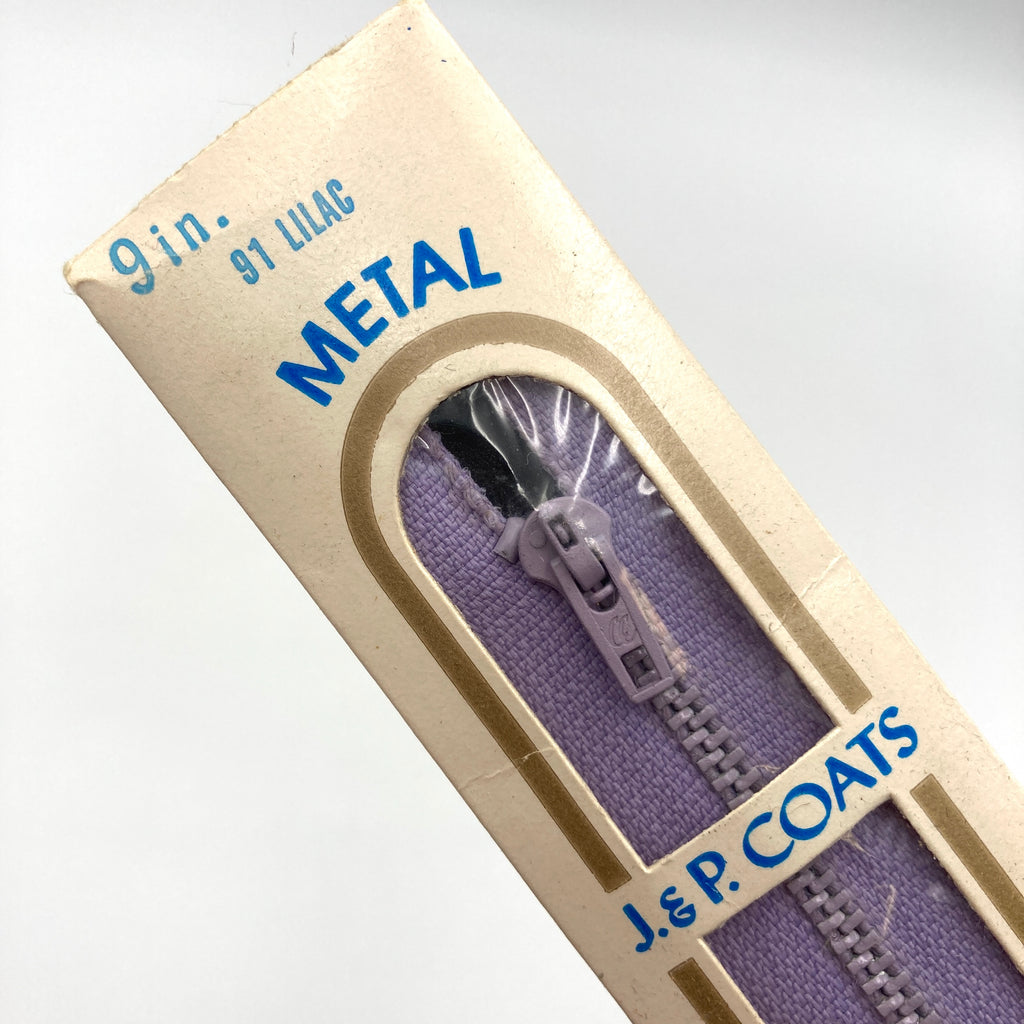 9 in.
91 LILAC
METAL
J. & P. COATS